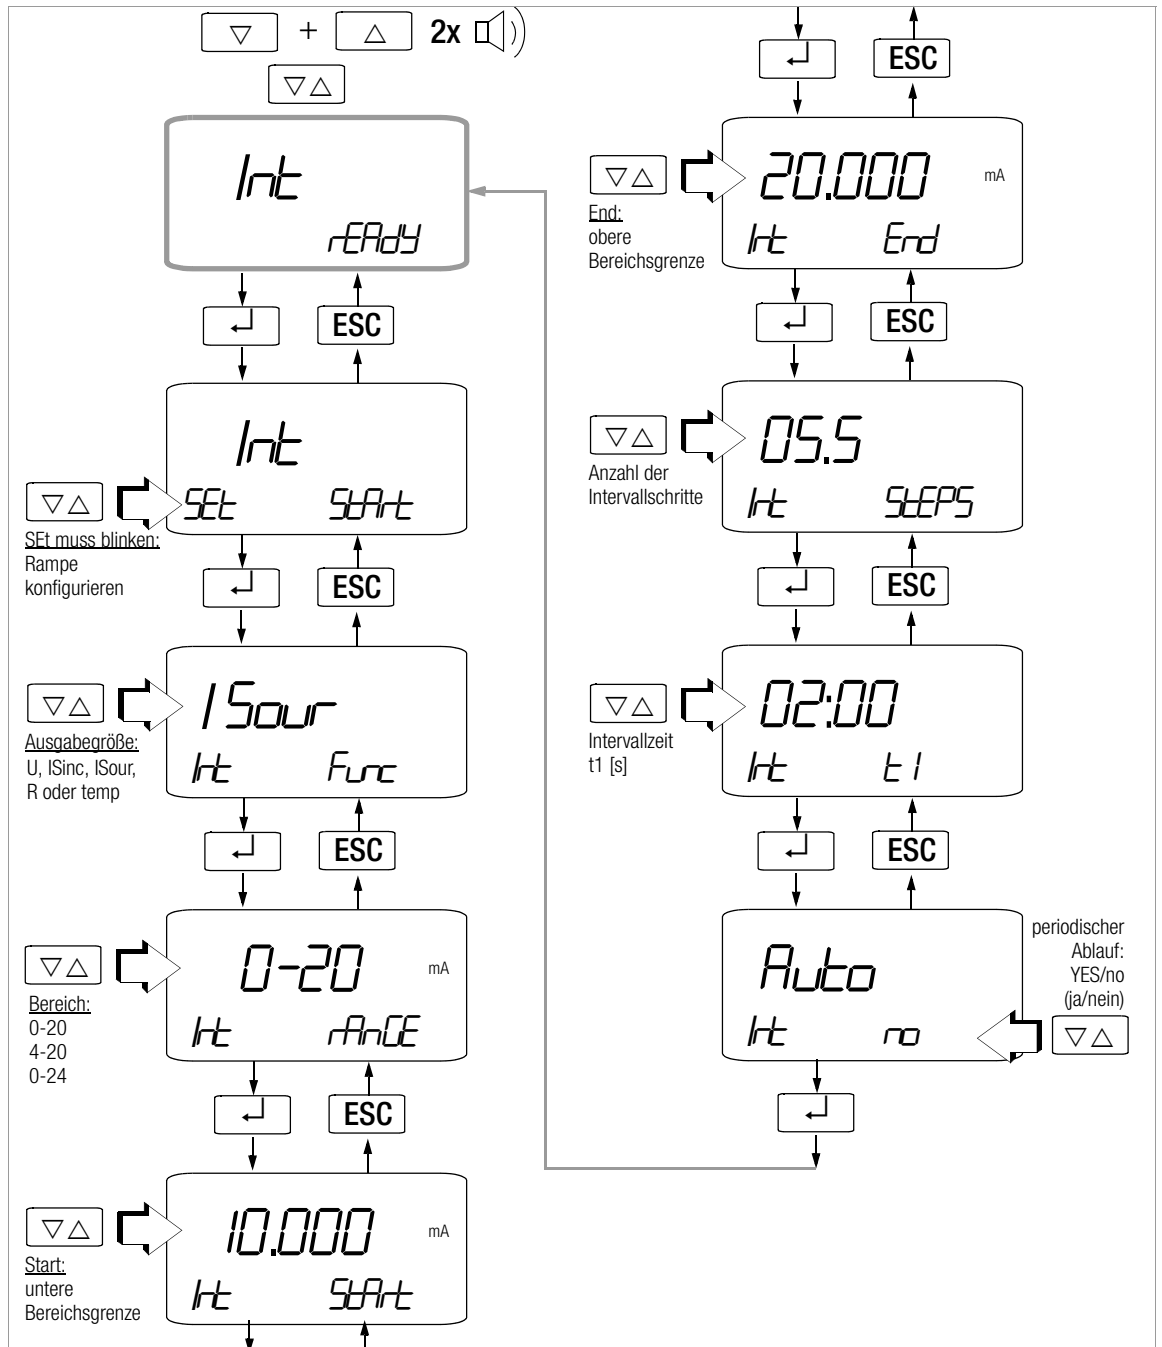 ▽ + △ 2x
▽△
Int
rEAdY
↵ ESC
Int
SEt StArt
▽△
SEt muss blinken:
Rampe
konfigurieren
↵ ESC
I Sour
Int Func
▽△
Ausgabegröße:
U, ISinc, ISour,
R oder temp
↵ ESC
0-20 mA
Int rAnGE
▽△
Bereich:
0-20
4-20
0-24
↵ ESC
10.000 mA
Int StArt
▽△
Start:
untere
Bereichsgrenze
↵ ESC
20.000 mA
Int End
▽△
End:
obere
Bereichsgrenze
↵ ESC
05.5
Int StEPS
▽△
Anzahl der
Intervallschritte
↵ ESC
02:00
Int t1
▽△
Intervallzeit
t1 [s]
↵ ESC
Auto
Int no
periodischer
Ablauf:
YES/no
(ja/nein)
▽△
↵